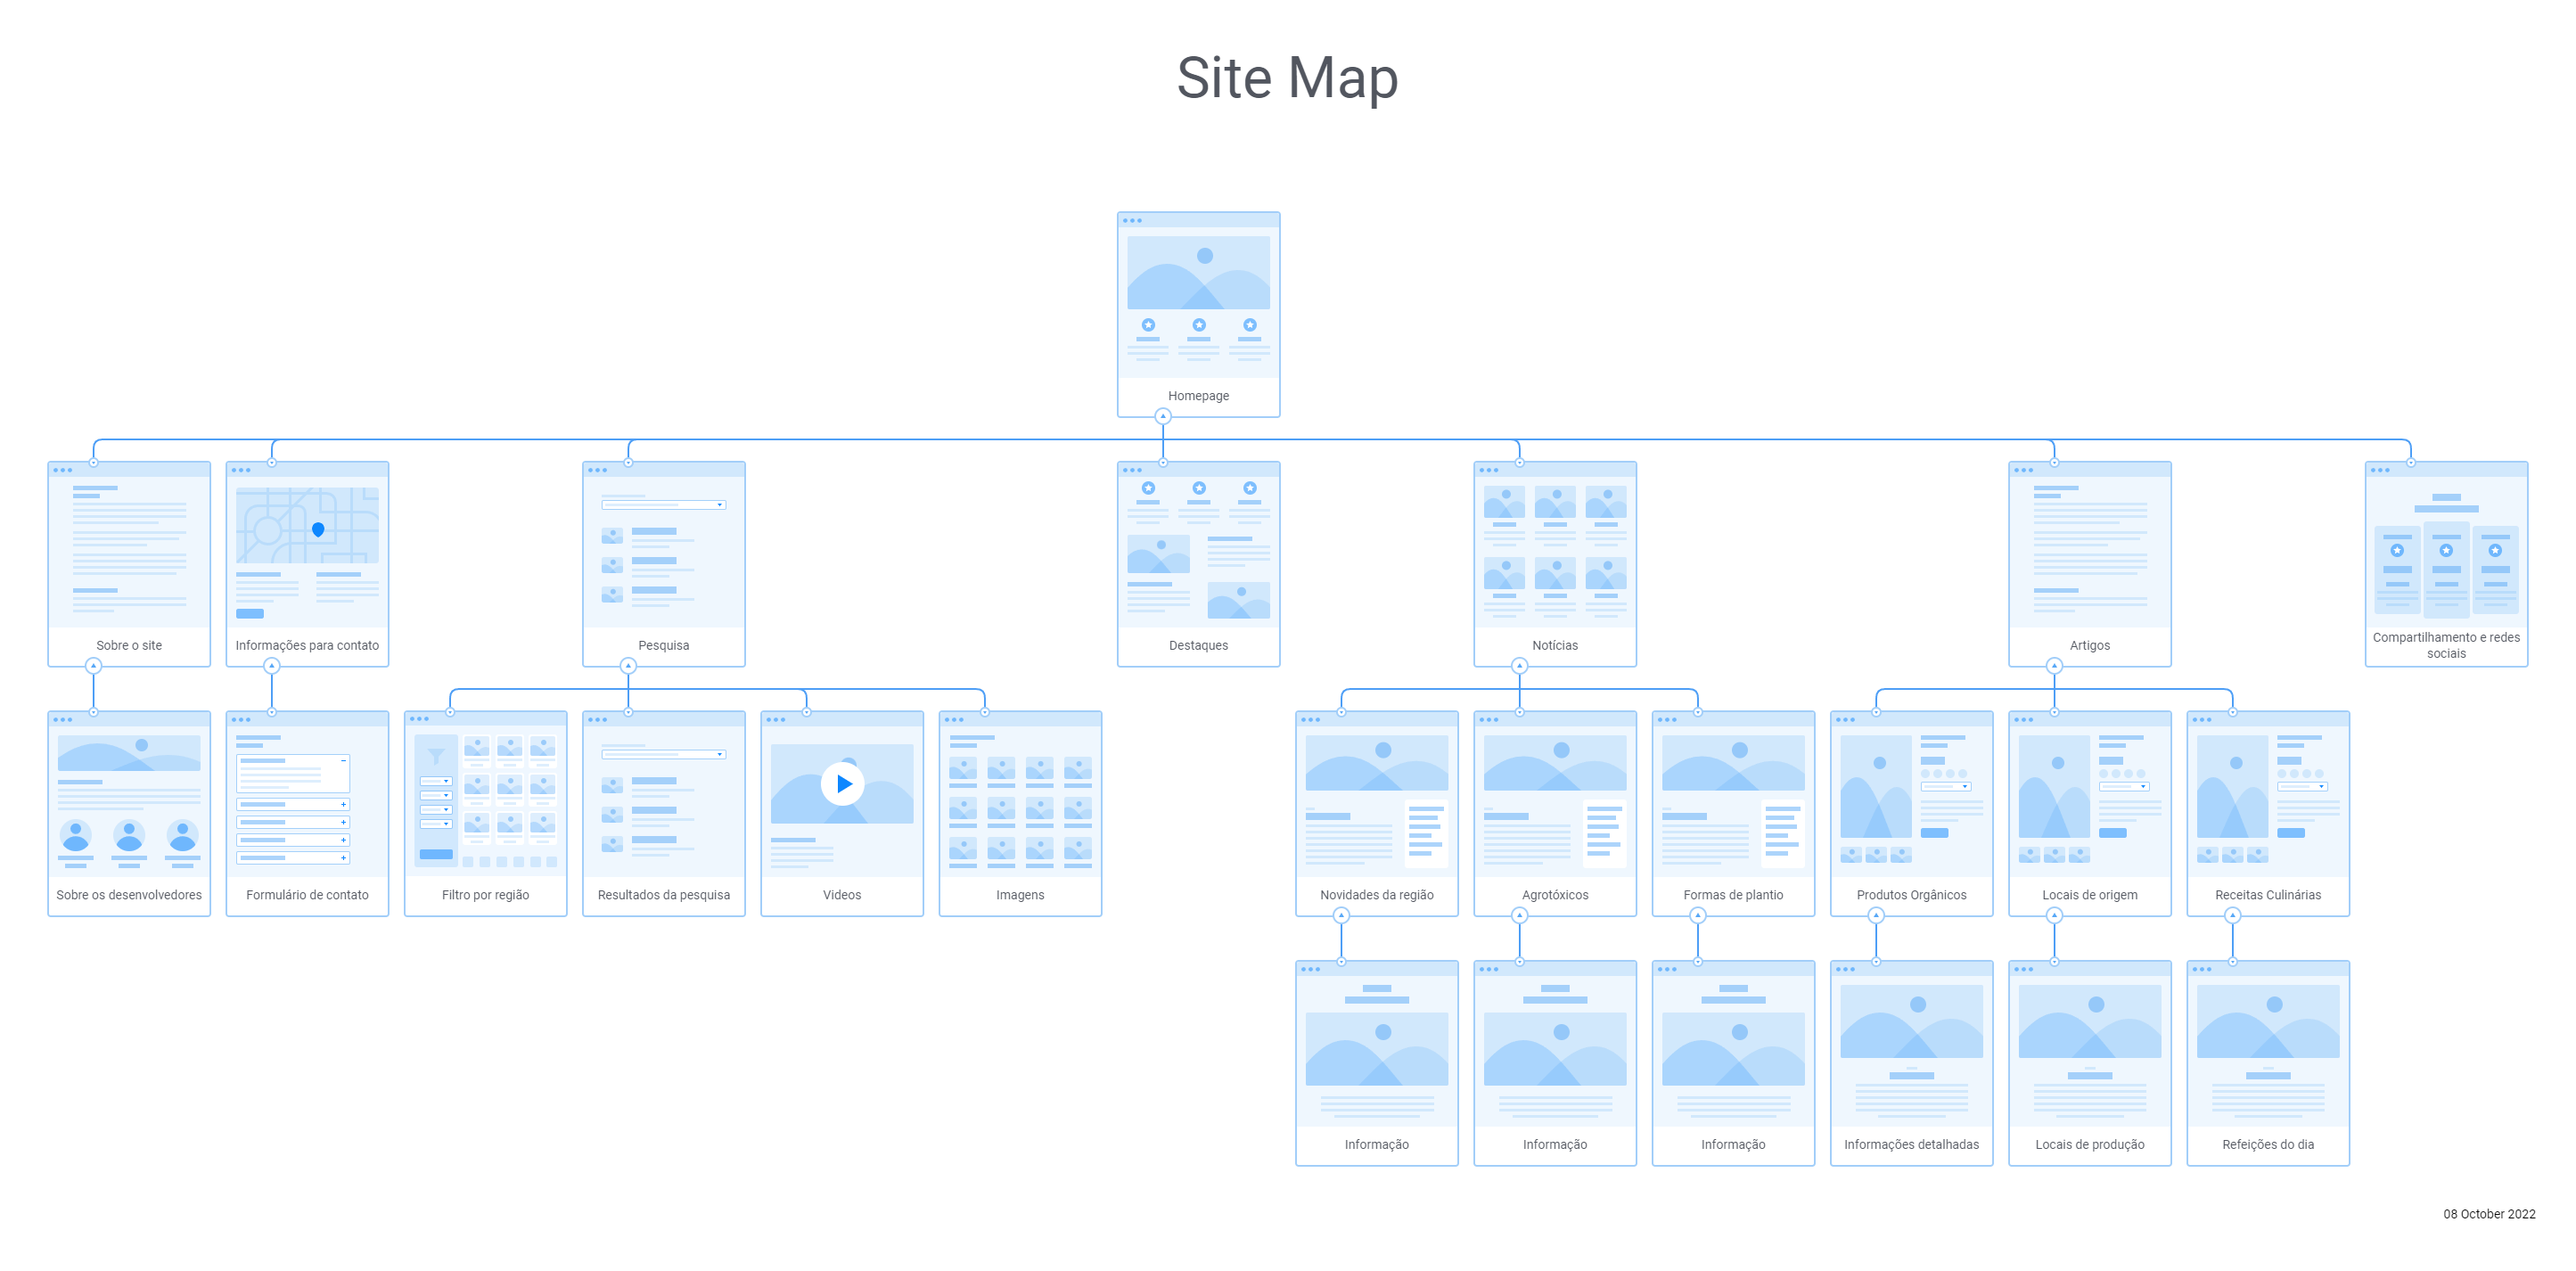 Site Map
Homepage
Sobre o site
Informações para contato
Pesquisa
Destaques
Notícias
Artigos
Compartilhamento e redes
sociais
Sobre os desenvolvedores
Formulário de contato
Filtro por região
Resultados da pesquisa
Videos
Imagens
Novidades da região
Agrotóxicos
Formas de plantio
Produtos Orgânicos
Locais de origem
Receitas Culinárias
Informação
Informação
Informação
Informações detalhadas
Locais de produção
Refeições do dia
08 October 2022